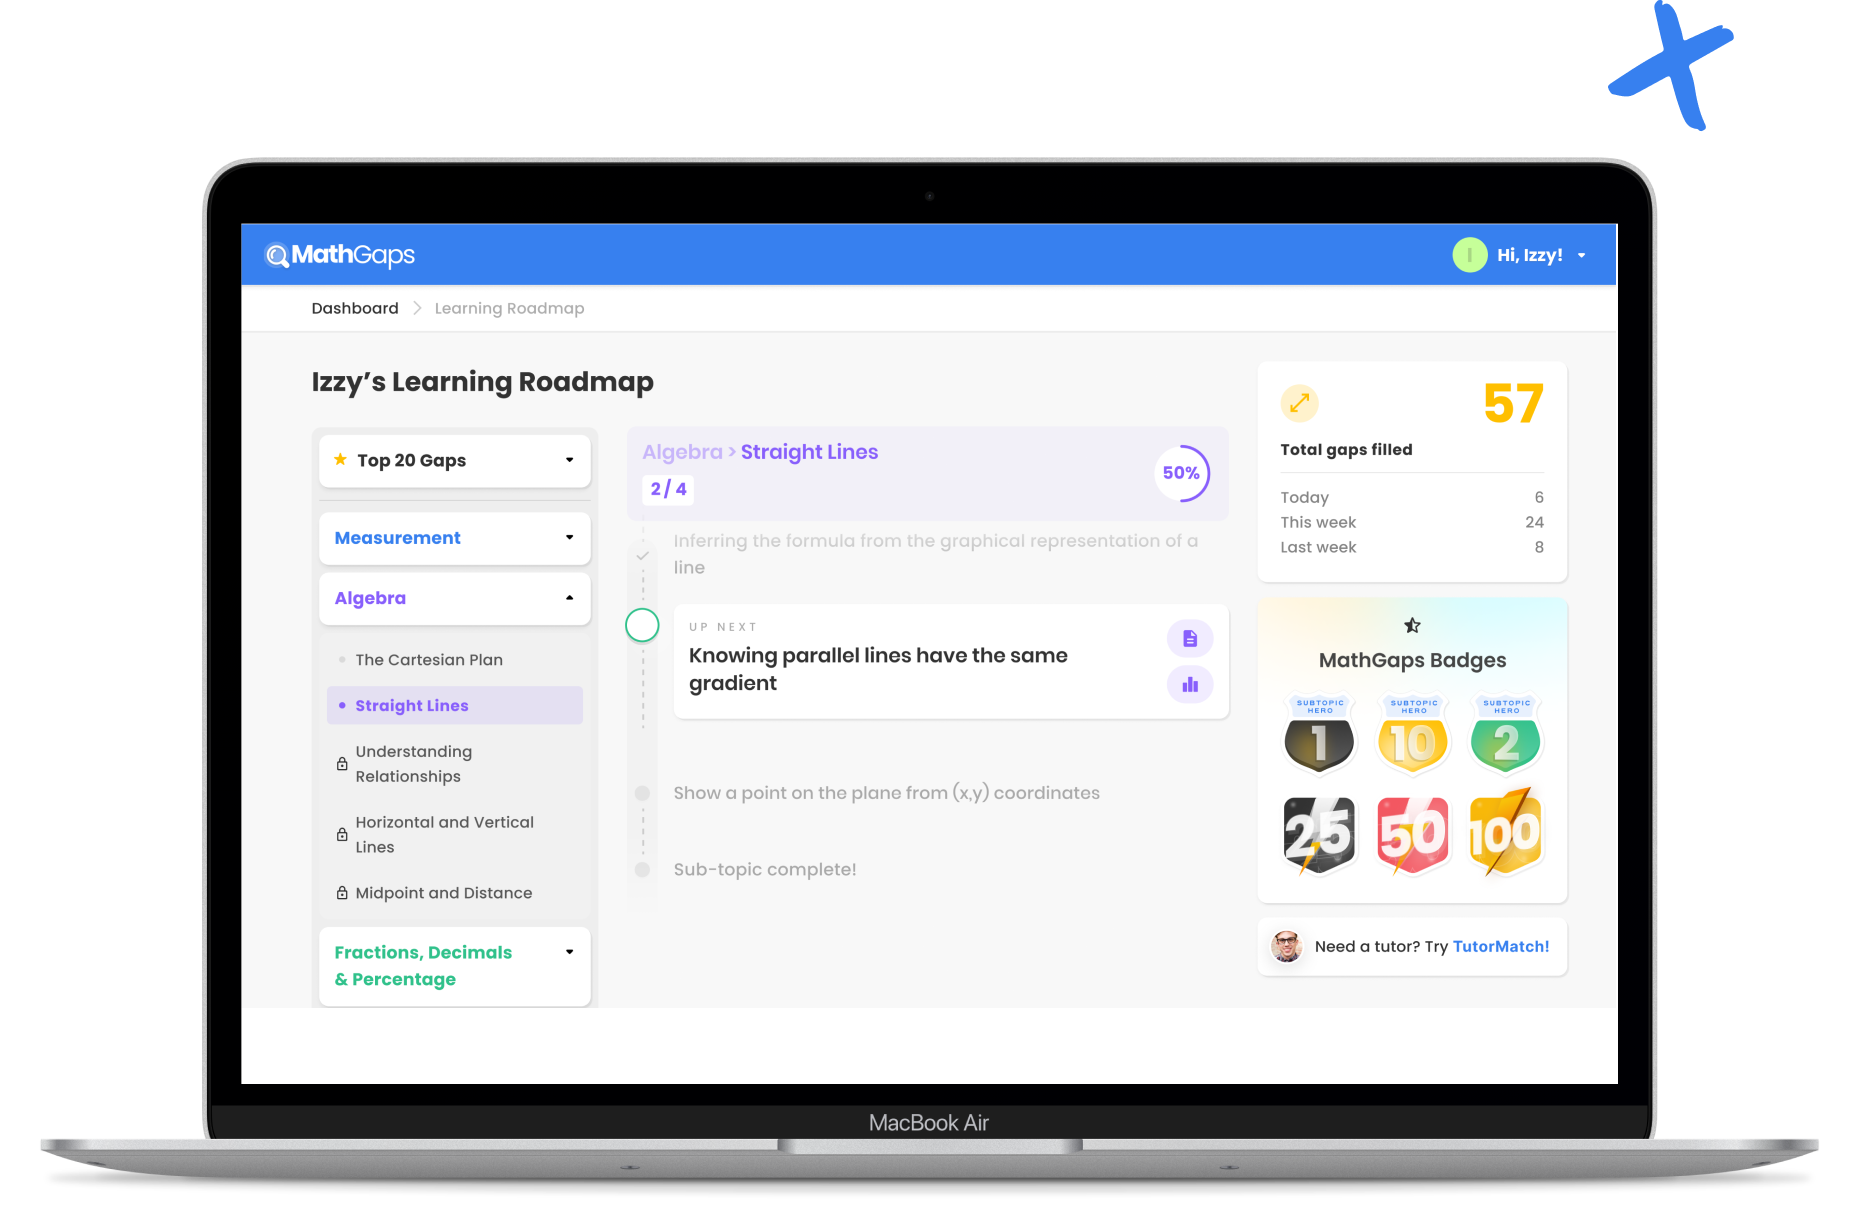 MathGaps
I
Hi, Izzy!
Dashboard
Learning Roadmap
Izzy’s Learning Roadmap
Top 20 Gaps
Measurement
Algebra
The Cartesian Plan
Straight Lines
Understanding
Relationships
Horizontal and Vertical
Lines
Midpoint and Distance
Fractions, Decimals
& Percentage
Algebra > Straight Lines
2 / 4
50%
Inferring the formula from the graphical representation of a
line
UP NEXT
Knowing parallel lines have the same
gradient
Show a point on the plane from (x,y) coordinates
Sub-topic complete!
57
Total gaps filled
Today 6
This week 24
Last week 8
MathGaps Badges
SUBTOPIC
HERO
1
SUBTOPIC
HERO
10
SUBTOPIC
HERO
2
25
50
100
Need a tutor? Try TutorMatch!
MacBook Air